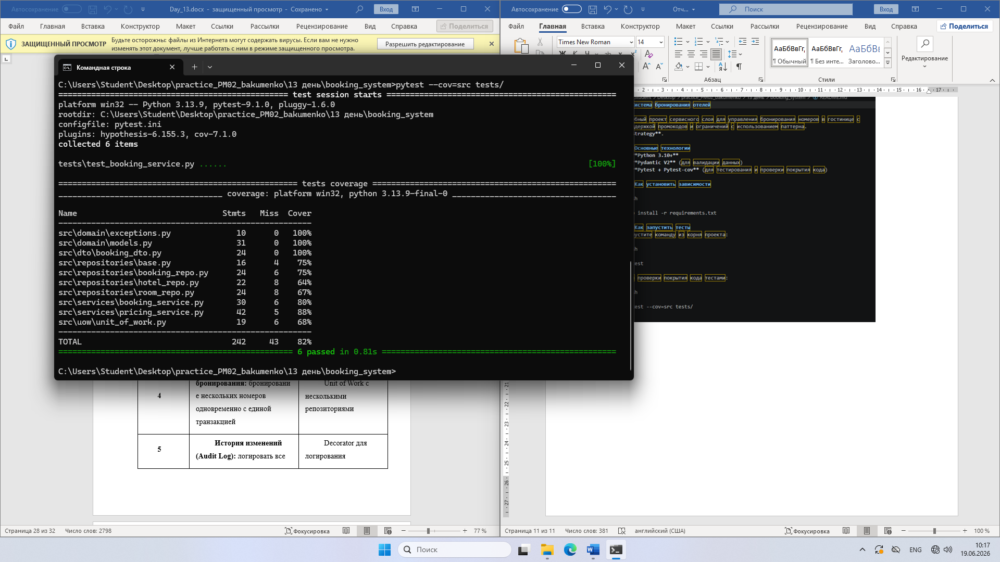 Автосохранение
Day_13.docx - защищенный просмотр - Сохранено
Вход
Файл Главная Вставка Конструктор Макет Ссылки Рассылки Рецензирование Вид Справка Поделиться
ЗАЩИЩЕННЫЙ ПРОСМОТР
Будьте осторожны: файлы из Интернета могут содержать вирусы. Если вам не нужно
изменять этот документ, лучше работать с ним в режиме защищенного просмотра.
Разрешить редактирование
Автосохранение
Отч...
Поиск
Вход
Файл Главная Вставка Конструктор Макет Ссылки Рассылки Рецензирование Вид Справка Поделиться
Times New Roman 14
АаБбВвГг, АаБбВвГг, АаБбВв
¶ Обычный ¶ Без инте... Заголово...
Редактирование
Абзац
Стили
Командная строка
C:\Users\Student\Desktop\practice_PM02_bakumenko\13 день\booking_system>pytest --cov=src tests/
test session starts
platform win32 -- Python 3.13.9, pytest-9.1.0, pluggy-1.6.0
rootdir: C:\Users\Student\Desktop\practice_PM02_bakumenko\13 день\booking_system
configfile: pytest.ini
plugins: hypothesis-6.155.3, cov-7.1.0
collected 6 items
tests\test_booking_service.py ...... [100%]
tests coverage
coverage: platform win32, python 3.13.9-final-0
Name Stmts Miss Cover
src\domain\exceptions.py 10 0 100%
src\domain\models.py 31 0 100%
src\dto\booking_dto.py 24 0 100%
src\repositories\base.py 16 4 75%
src\repositories\booking_repo.py 24 6 75%
src\repositories\hotel_repo.py 22 8 64%
src\repositories\room_repo.py 24 8 67%
src\services\booking_service.py 30 6 80%
src\services\pricing_service.py 42 5 88%
src\uow\unit_of_work.py 19 6 68%
TOTAL 242 43 82%
6 passed in 0.81s
C:\Users\Student\Desktop\practice_PM02_bakumenko\13 день\booking_system>
4
бронирования: бронировани
е нескольких номеров
одновременно с единой
транзакцией
Unit of Work с
несколькими
репозиториями
5
История изменений
(Audit Log): логировать все
Decorator для
логирования
истема бронирования отелей
бный проект сервисного слоя для управления бронирования номеров в гостинице с
держкой промокодов и ограничений с использованием паттерна.
trategy**.
Основные технологии
**Python 3.10+**
*Pydantic V2** (для валидации данных)
**Pytest + Pytest-cov** (для тестирования и проверки покрытия кода)
Как установить зависимости
sh
install -r requirements.txt
Как запустить тесты
устите команду из корня проекта:
sh
test
проверки покрытия кода тестами:
sh
est --cov=src tests/
Страница 28 из 32 Число слов: 2798 Фокусировка 77 %
Страница 11 из 11 Число слов: 381 английский (США) Фокусировка 100 %
Поиск
ENG
10:17
19.06.2026